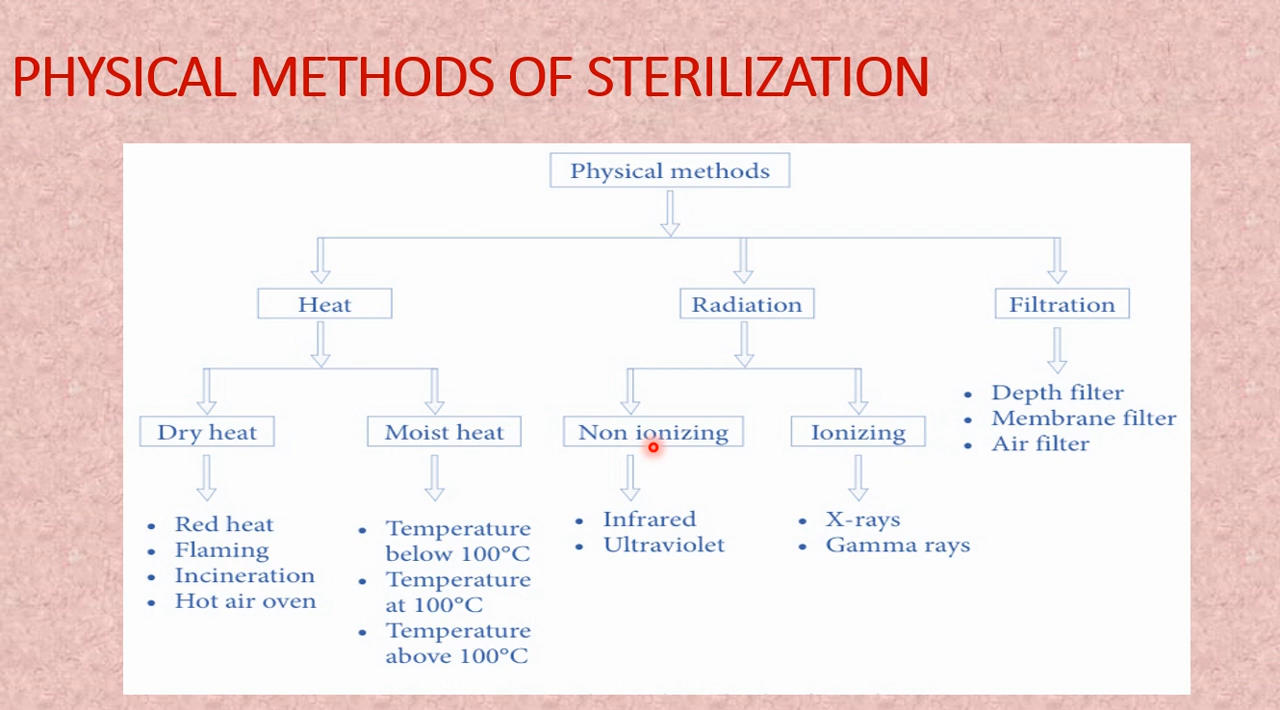 PHYSICAL METHODS OF STERILIZATION
Physical methods
Heat
Radiation
Filtration
Dry heat
Moist heat
Non ionizing
Ionizing
• Depth filter
• Membrane filter
• Air filter
• Red heat
• Flaming
• Incineration
• Hot air oven
• Temperature
below 100°C
• Temperature
at 100°C
• Temperature
above 100°C
• Infrared
• Ultraviolet
• X-rays
• Gamma rays